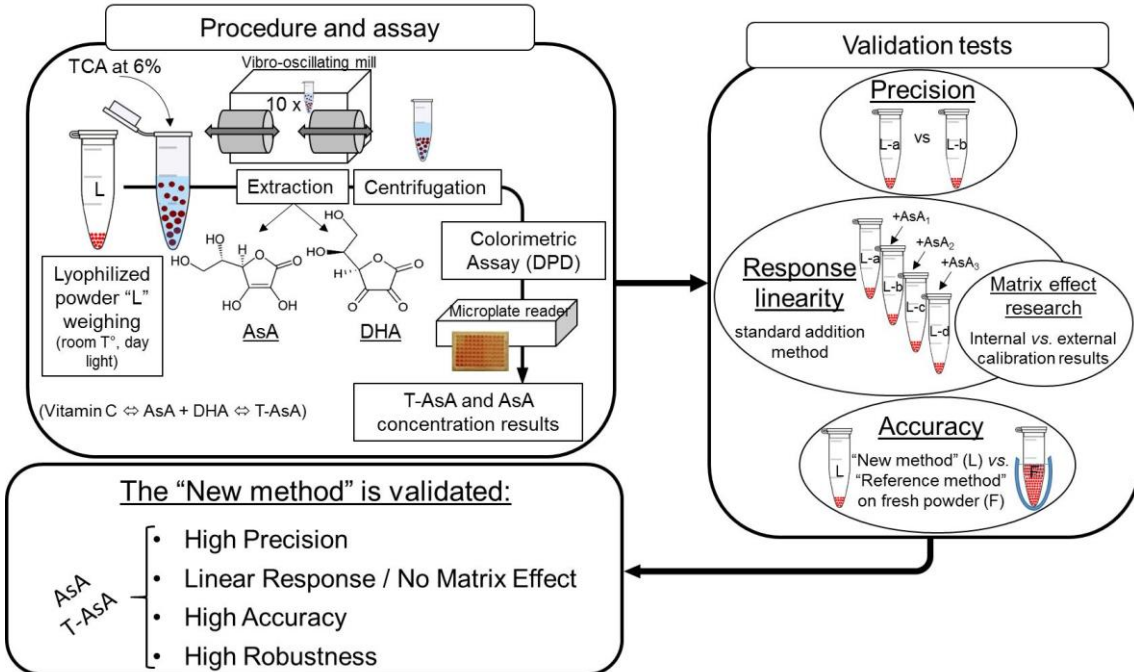 Procedure and assay
TCA at 6%
Vibro-oscillating mill
10 x
L
Extraction
Centrifugation
HO
HO
H
O
O
HO
OH
AsA
HO
HO
H
O
O
O
O
DHA
Lyophilized
powder “L”
weighing
(room T°, day
light)
Colorimetric
Assay (DPD)
Microplate reader
T-AsA and AsA
concentration results
(Vitamin C ⇔ AsA + DHA ⇔ T-AsA)
Validation tests
Precision
L-a
vs
L-b
Response
linearity
standard addition
method
+AsA₁
+AsA₂
+AsA₃
L-a
L-b
L-c
L-d
Matrix effect
research
Internal vs. external
calibration results
Accuracy
L
“New method” (L) vs.
“Reference method”
on fresh powder (F)
F
The “New method” is validated:
AsA
T-AsA
• High Precision
• Linear Response / No Matrix Effect
• High Accuracy
• High Robustness